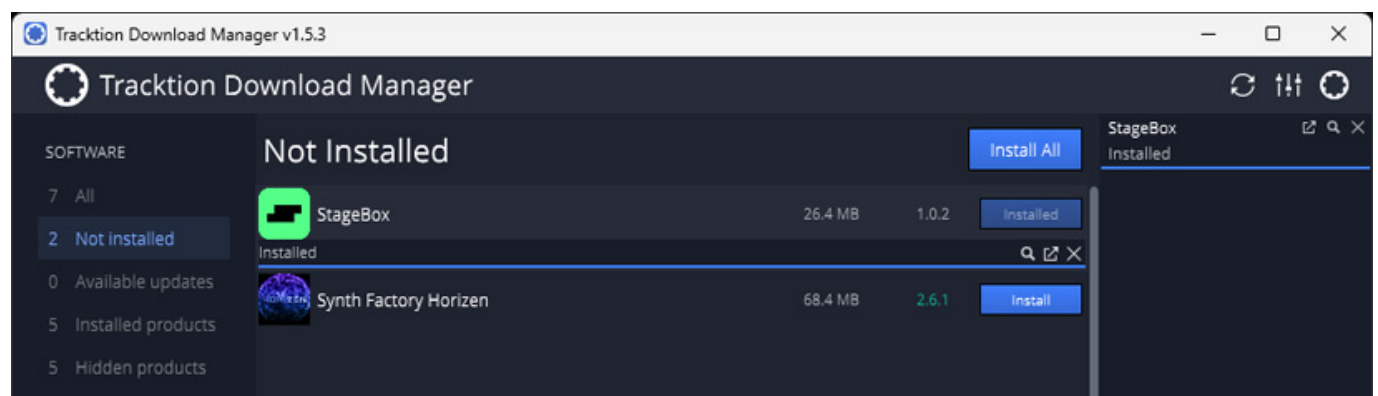 Tracktion Download Manager v1.5.3
Tracktion Download Manager
SOFTWARE
7 All
2 Not installed
0 Available updates
5 Installed products
5 Hidden products
Not Installed
Install All
StageBox 26.4 MB 1.0.2 Installed
Installed
Synth Factory Horizen 68.4 MB 2.6.1 Install
StageBox
Installed